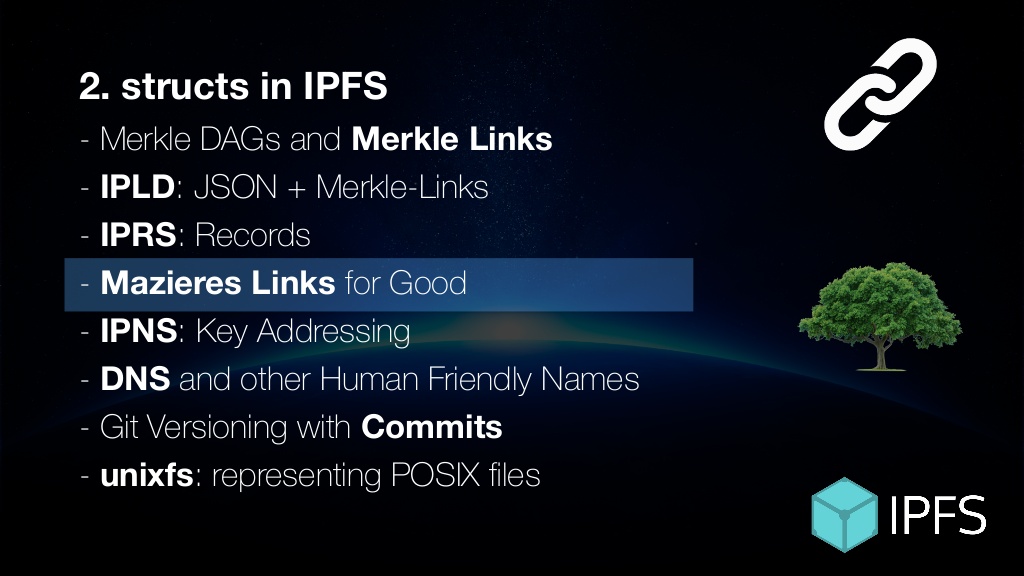 2. structs in IPFS
- Merkle DAGs and Merkle Links
- IPLD: JSON + Merkle-Links
- IPRS: Records
- Mazieres Links for Good
- IPNS: Key Addressing
- DNS and other Human Friendly Names
- Git Versioning with Commits
- unixfs: representing POSIX files
IPFS